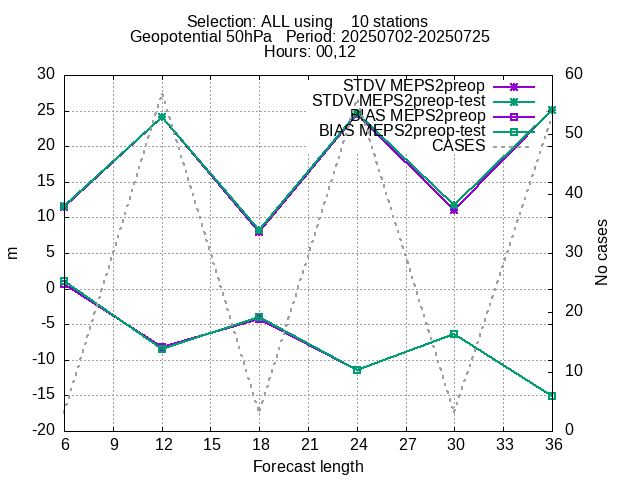 Selection: ALL using    10 stations
Geopotential 50hPa   Period: 20250702-20250725
Hours: 00,12
STDV MEPS2preop
STDV MEPS2preop-test
BIAS MEPS2preop
BIAS MEPS2preop-test
CASES
30
25
20
15
10
5
0
-5
-10
-15
-20
m
60
50
40
30
20
10
0
No cases
6 9 12 15 18 21 24 27 30 33 36
Forecast length